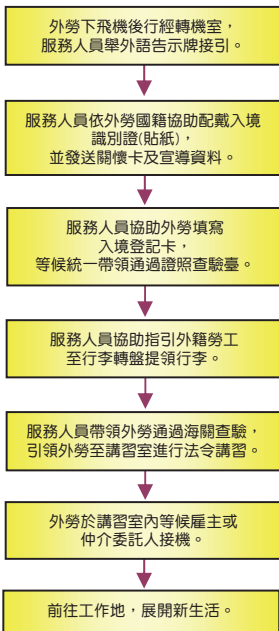 外勞下飛機後行經轉機室，
服務人員舉外語告示牌接引。
服務人員依外勞國籍協助配戴入境
識別證(貼紙)，
並發送關懷卡及宣導資料。
服務人員協助外勞填寫
入境登記卡，
等候統一帶領通過證照查驗臺。
服務人員協助指引外籍勞工
至行李轉盤提領行李。
服務人員帶領外勞通過海關查驗，
引領外勞至講習室進行法令講習。
外勞於講習室內等候雇主或
仲介委託人接機。
前往工作地，展開新生活。